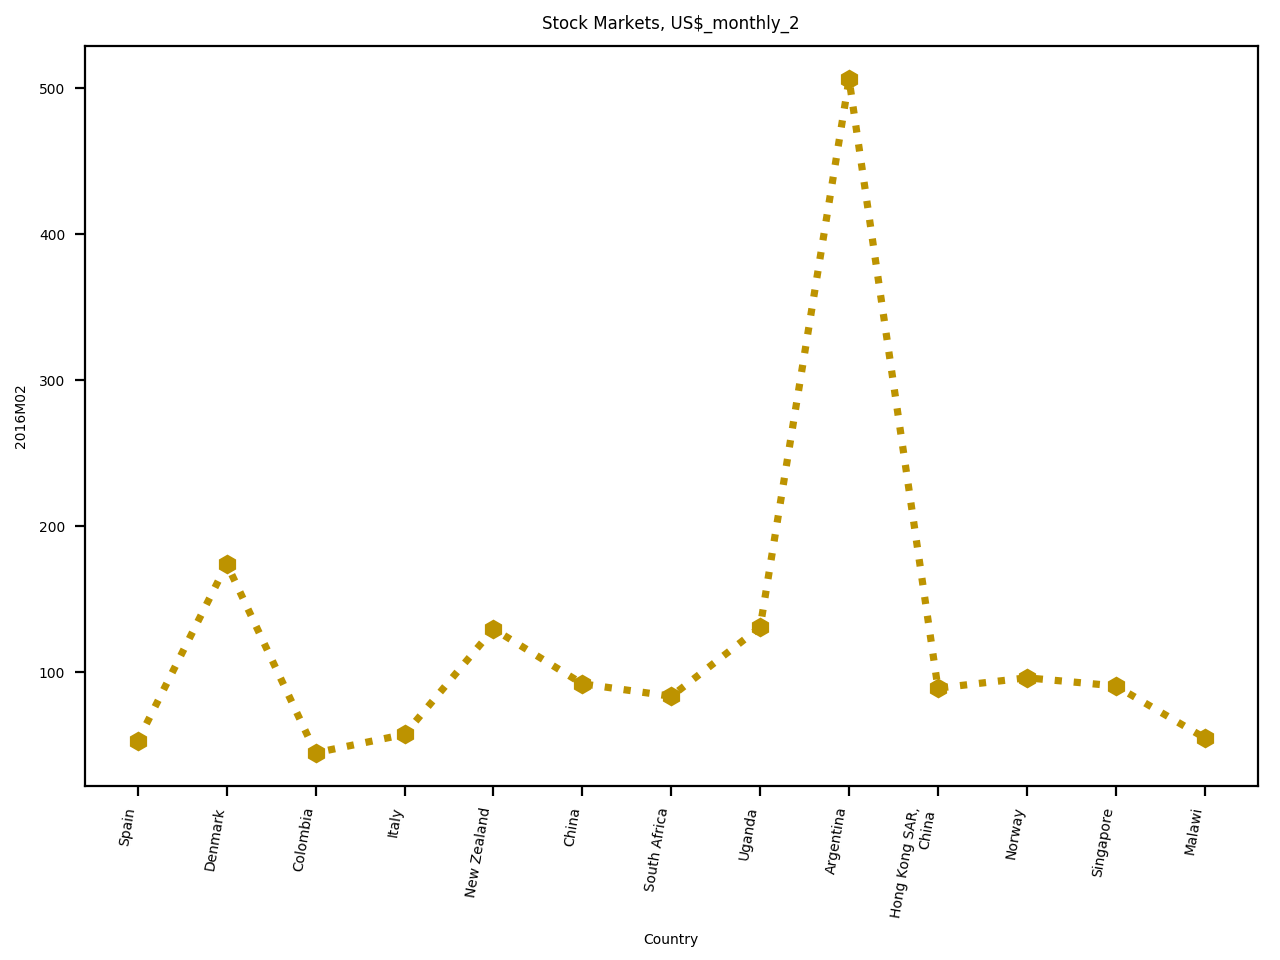 Stock Markets, US$_monthly_2
500
400
300
200
100
2016M02
Spain
Denmark
Colombia
Italy
New Zealand
China
South Africa
Uganda
Argentina
Hong Kong SAR,
China
Norway
Singapore
Malawi
Country